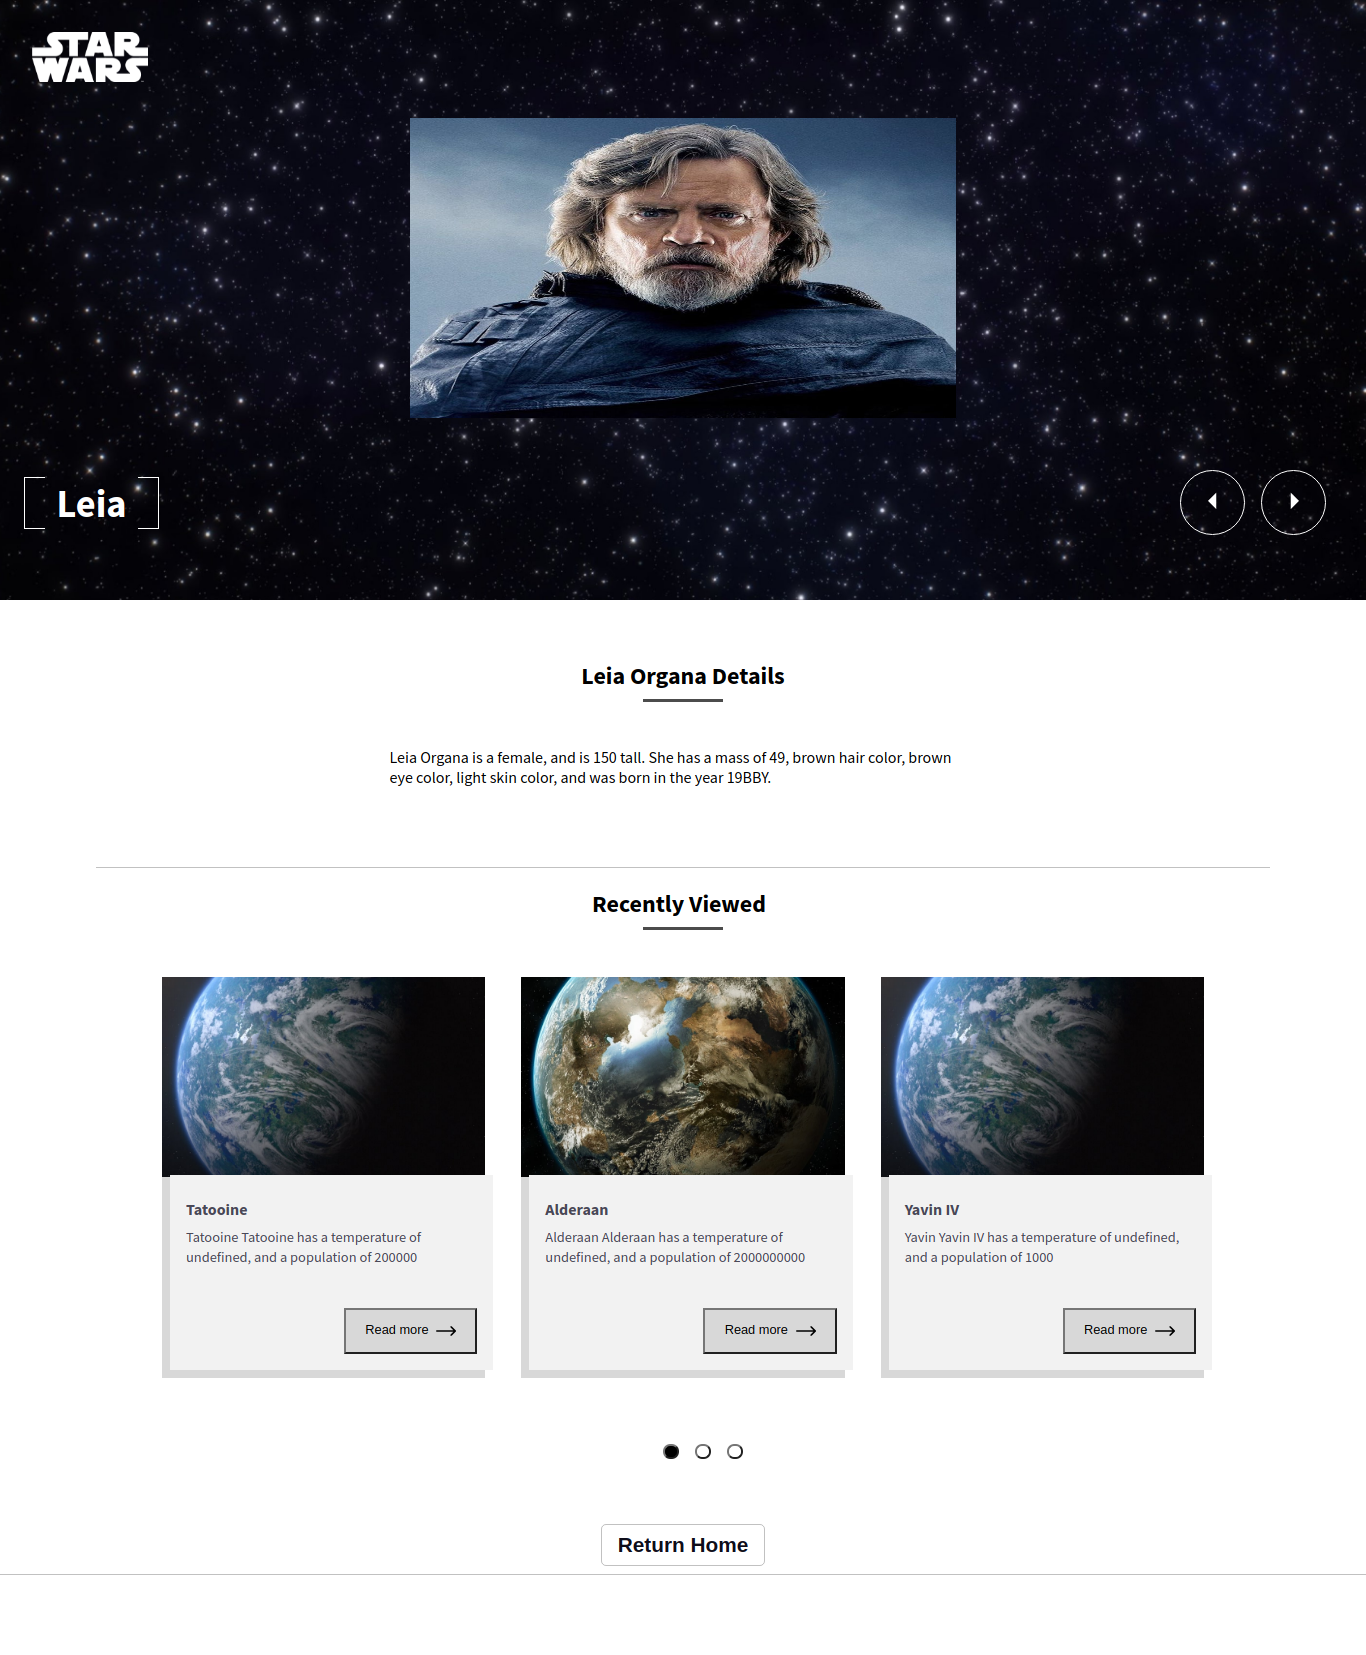 STAR
WARS
Leia
Leia Organa Details
Leia Organa is a female, and is 150 tall. She has a mass of 49, brown hair color, brown
eye color, light skin color, and was born in the year 19BBY.
Recently Viewed
Tatooine
Tatooine Tatooine has a temperature of
undefined, and a population of 200000
Read more
Alderaan
Alderaan Alderaan has a temperature of
undefined, and a population of 2000000000
Read more
Yavin IV
Yavin Yavin IV has a temperature of undefined,
and a population of 1000
Read more
Return Home